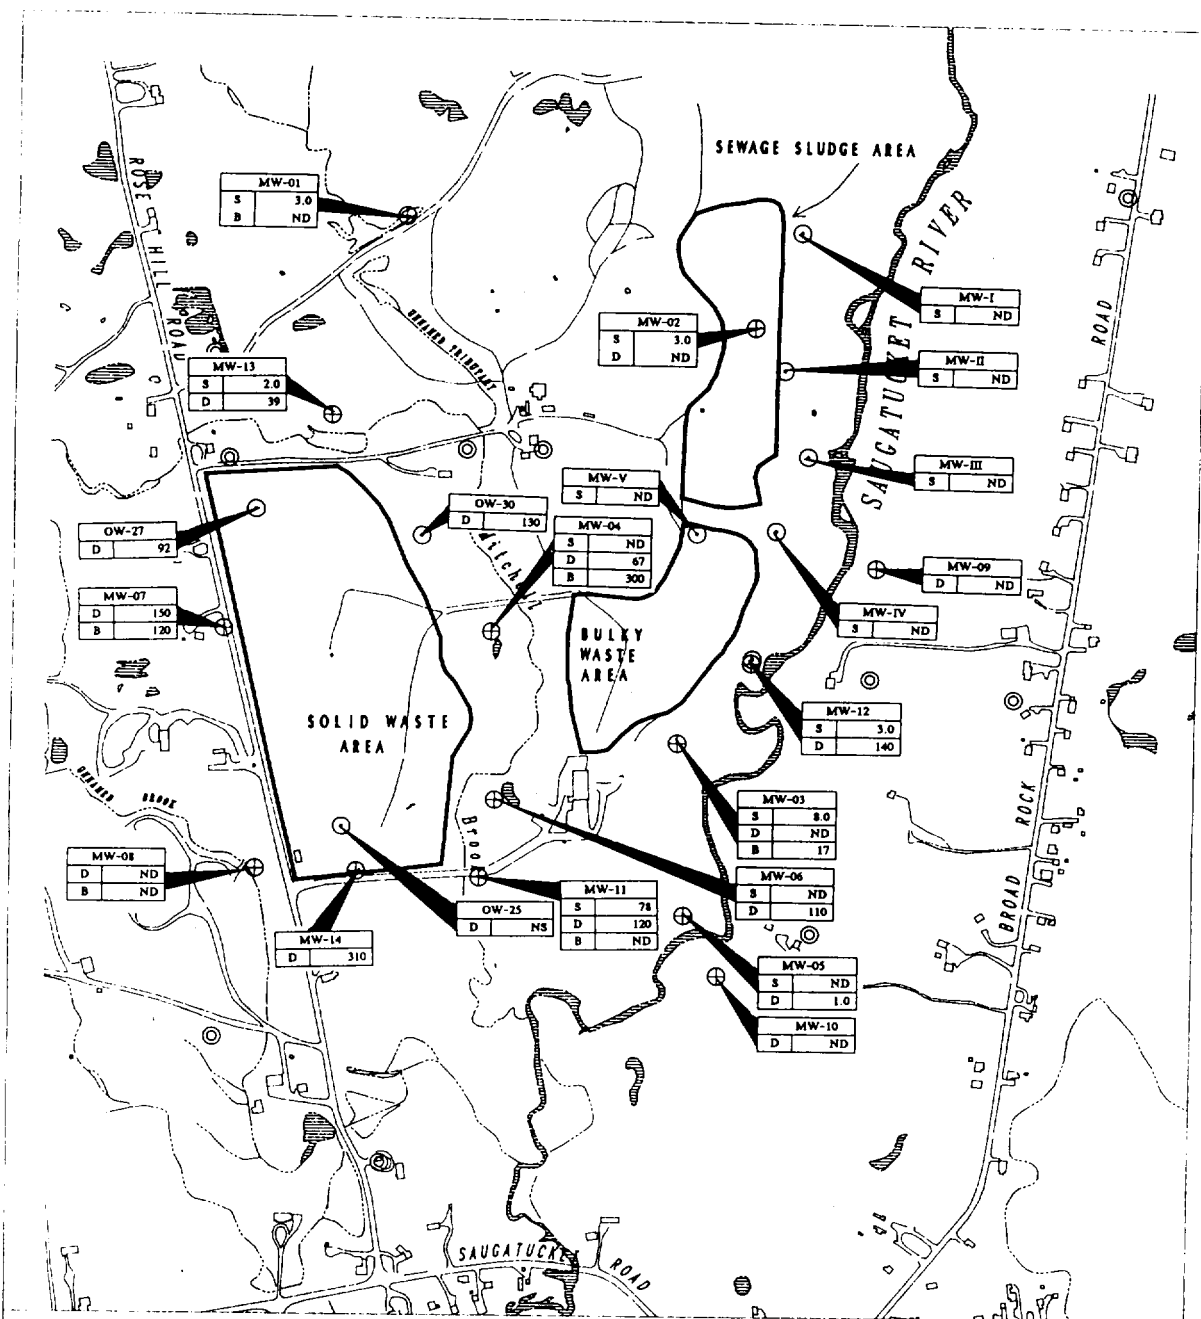 SEWAGE SLUDGE AREA
ROSE HILL ROAD
MW-01
S 3.0
B ND
SAUGATUCKET RIVER
MW-I
S ND
MW-02
S 3.0
D ND
UNNAMED TRIBUTARY
MW-II
S ND
MW-13
S 2.0
D 39
MW-III
S ND
MW-V
S ND
OW-30
D 130
OW-27
D 92
MW-04
S ND
D 67
B 300
Mitchell
MW-09
D ND
MW-07
D 150
B 120
MW-IV
S ND
BULKY
WASTE
AREA
SOLID WASTE
AREA
MW-12
S 3.0
D 140
UNNAMED BROOK
MW-03
S 8.0
D ND
B 17
Brook
BROAD ROCK ROAD
MW-08
D ND
B ND
MW-06
S ND
D 110
MW-11
S 78
D 120
B ND
OW-25
D NS
MW-14
D 310
MW-05
S ND
D 1.0
MW-10
D ND
SAUGATUCKET ROAD